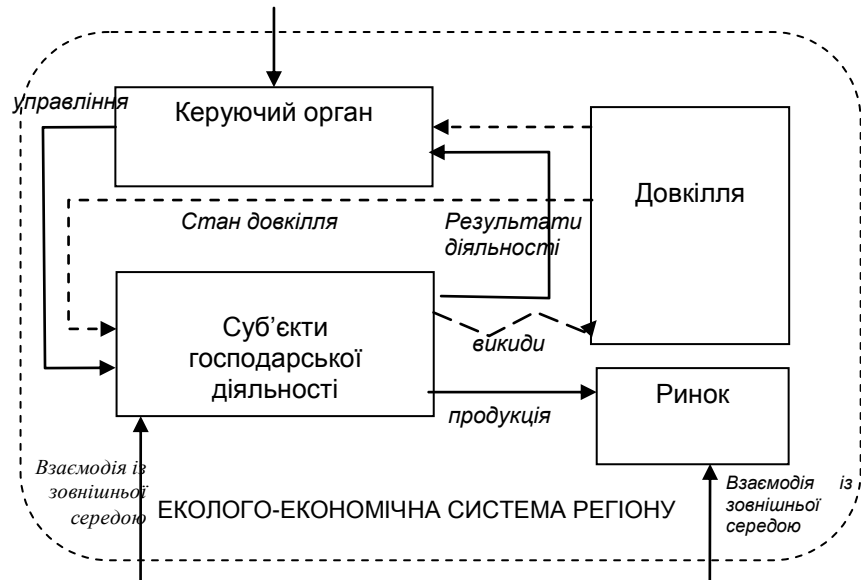 управління
Керуючий орган
Довкілля
Стан довкілля
Результати
діяльності
Суб’єкти
господарської
діяльності
викиди
продукція
Ринок
Взаємодія із
зовнішньої
середою
ЕКОЛОГО-ЕКОНОМІЧНА СИСТЕМА РЕГІОНУ
Взаємодія із
зовнішньої
середою